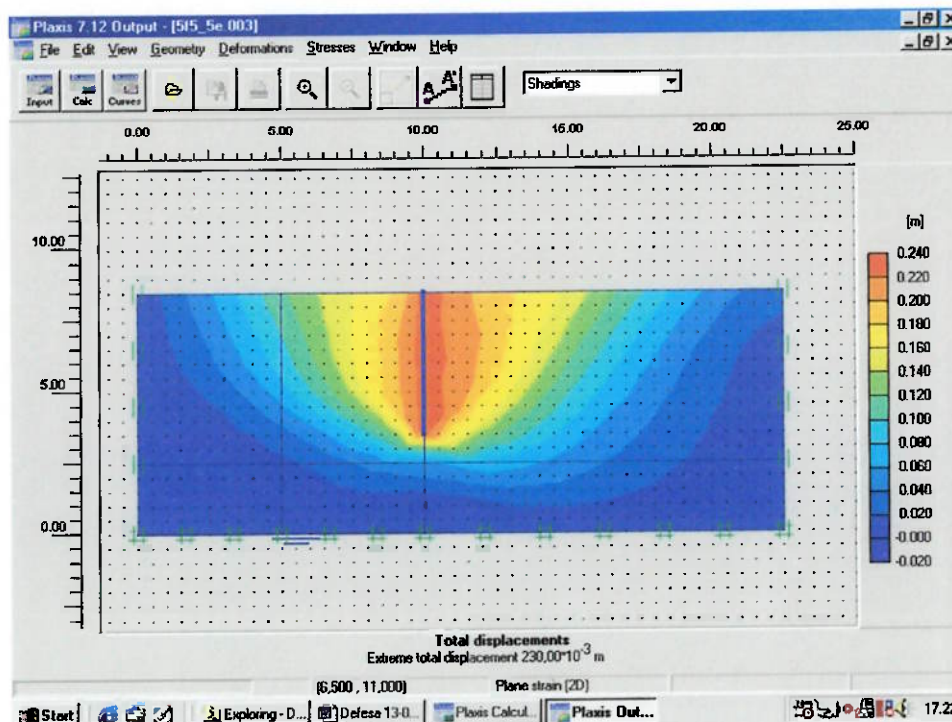 Plaxis 7.12 Output - [5f5_5e.003]
File Edit View Geometry Deformations Stresses Window Help
Input Calc Curves A A* Shadings
0.00 5.00 10.00 15.00 20.00 25.00
10.00
5.00
0.00
[m]
0.240
0.220
0.200
0.180
0.160
0.140
0.100
0.080
0.060
0.020
-0.000
-0.020
Total displacements
Extreme total displacement 230,00*10-3 m
[6,500 , 11,000] Plane strain [2D]
Start Exploring - D... Defesa 13-0... Plaxis Calcul... Plaxis Out...